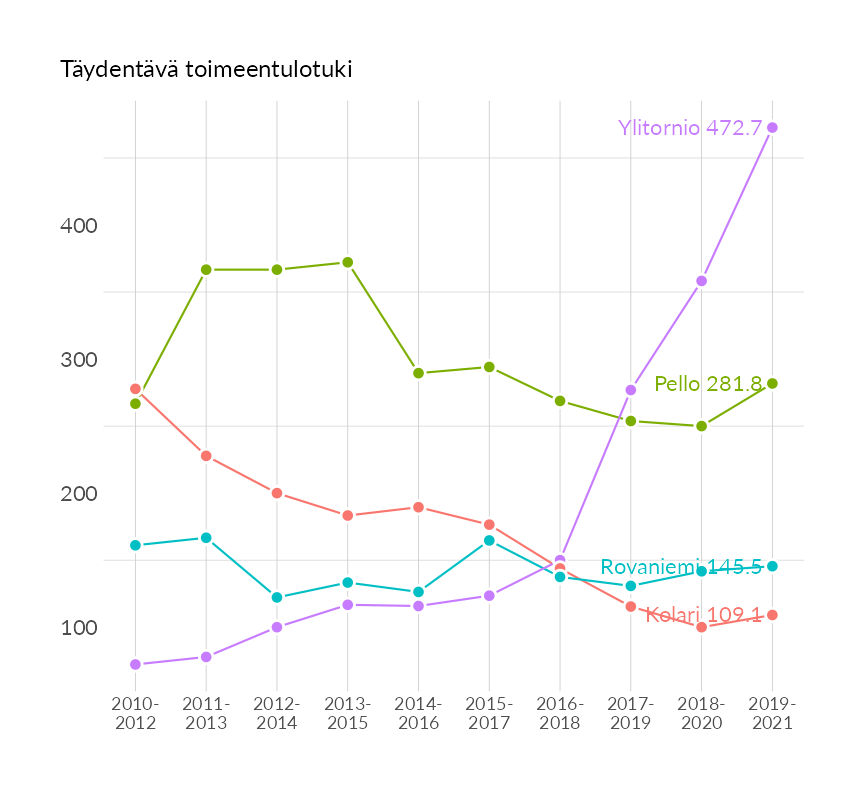 Täydentävä toimeentulotuki
Ylitornio 472.7
400
300
Pello 281.8
200
Rovaniemi 145.5
Kolari 109.1
100
2010- 2011- 2012- 2013- 2014- 2015- 2016- 2017- 2018- 2019-
2012 2013 2014 2015 2016 2017 2018 2019 2020 2021